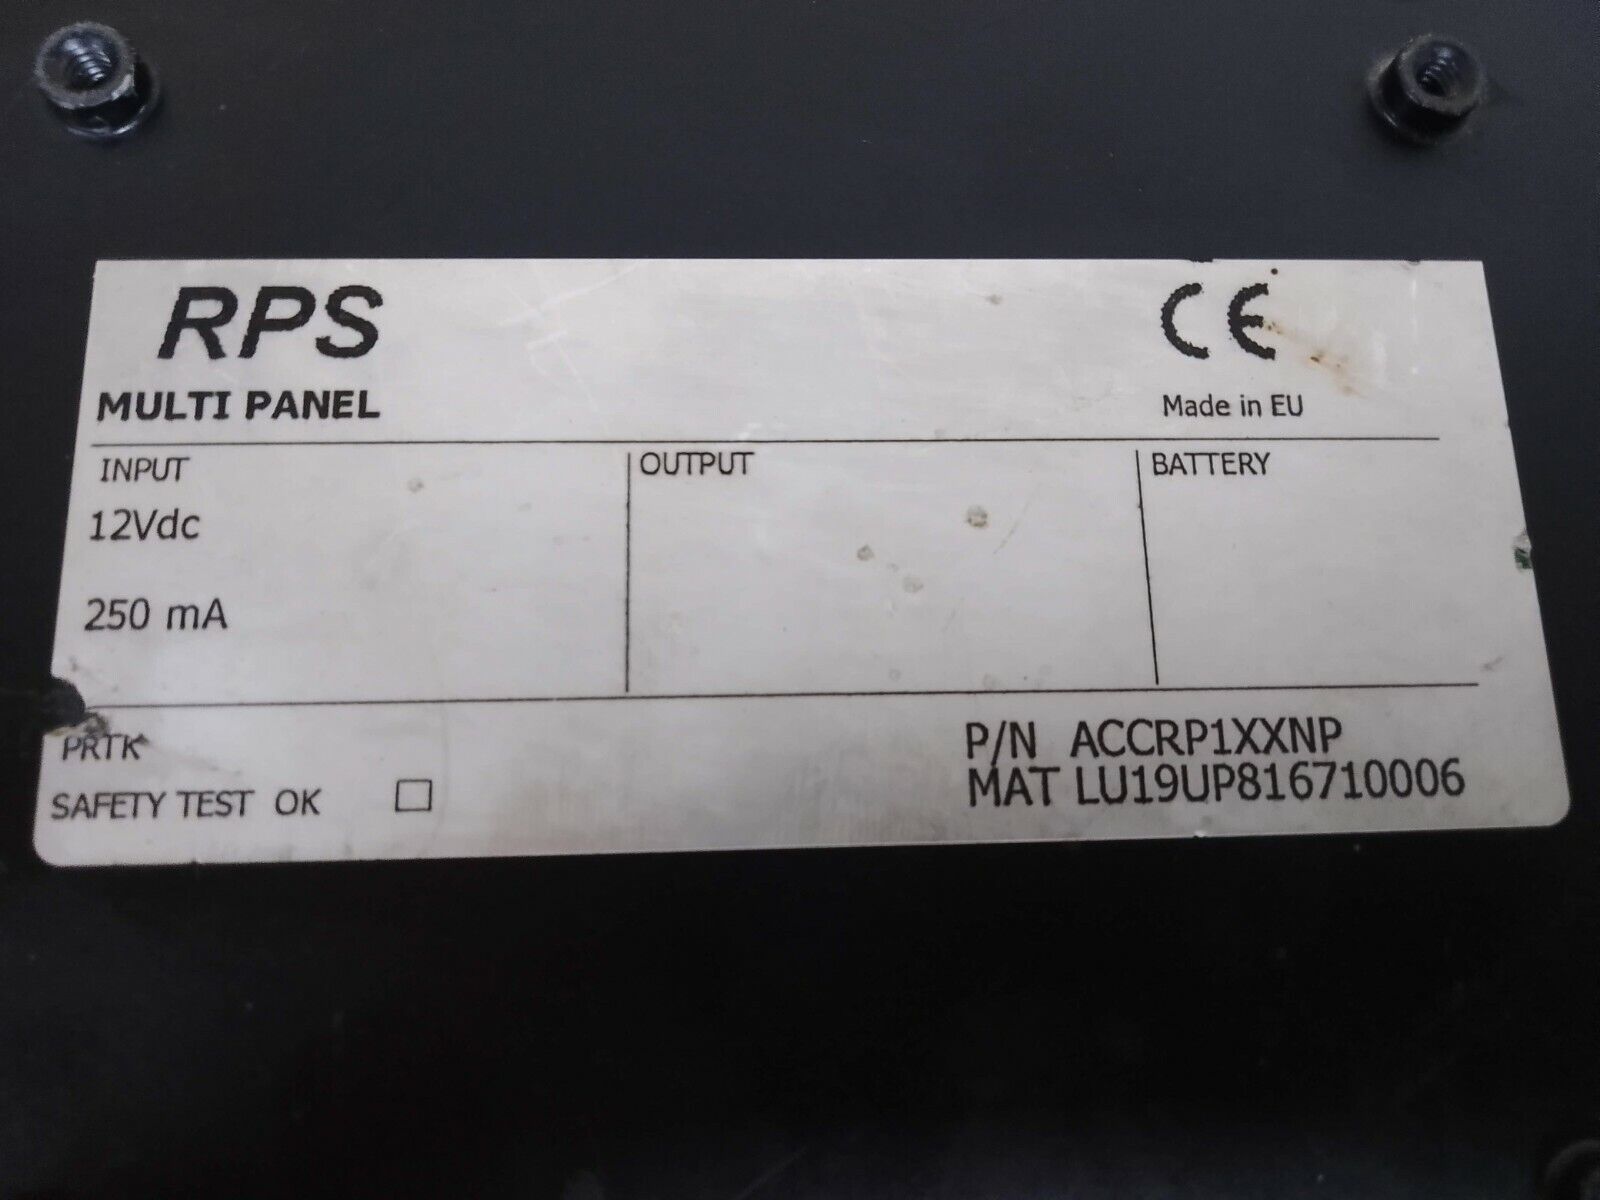 RPS
CE
MULTI PANEL
Made in EU
INPUT
OUTPUT
BATTERY
12Vdc
250 mA
PRTK
P/N ACCRP1XXNP
SAFETY TEST OK
MAT LU19UP816710006